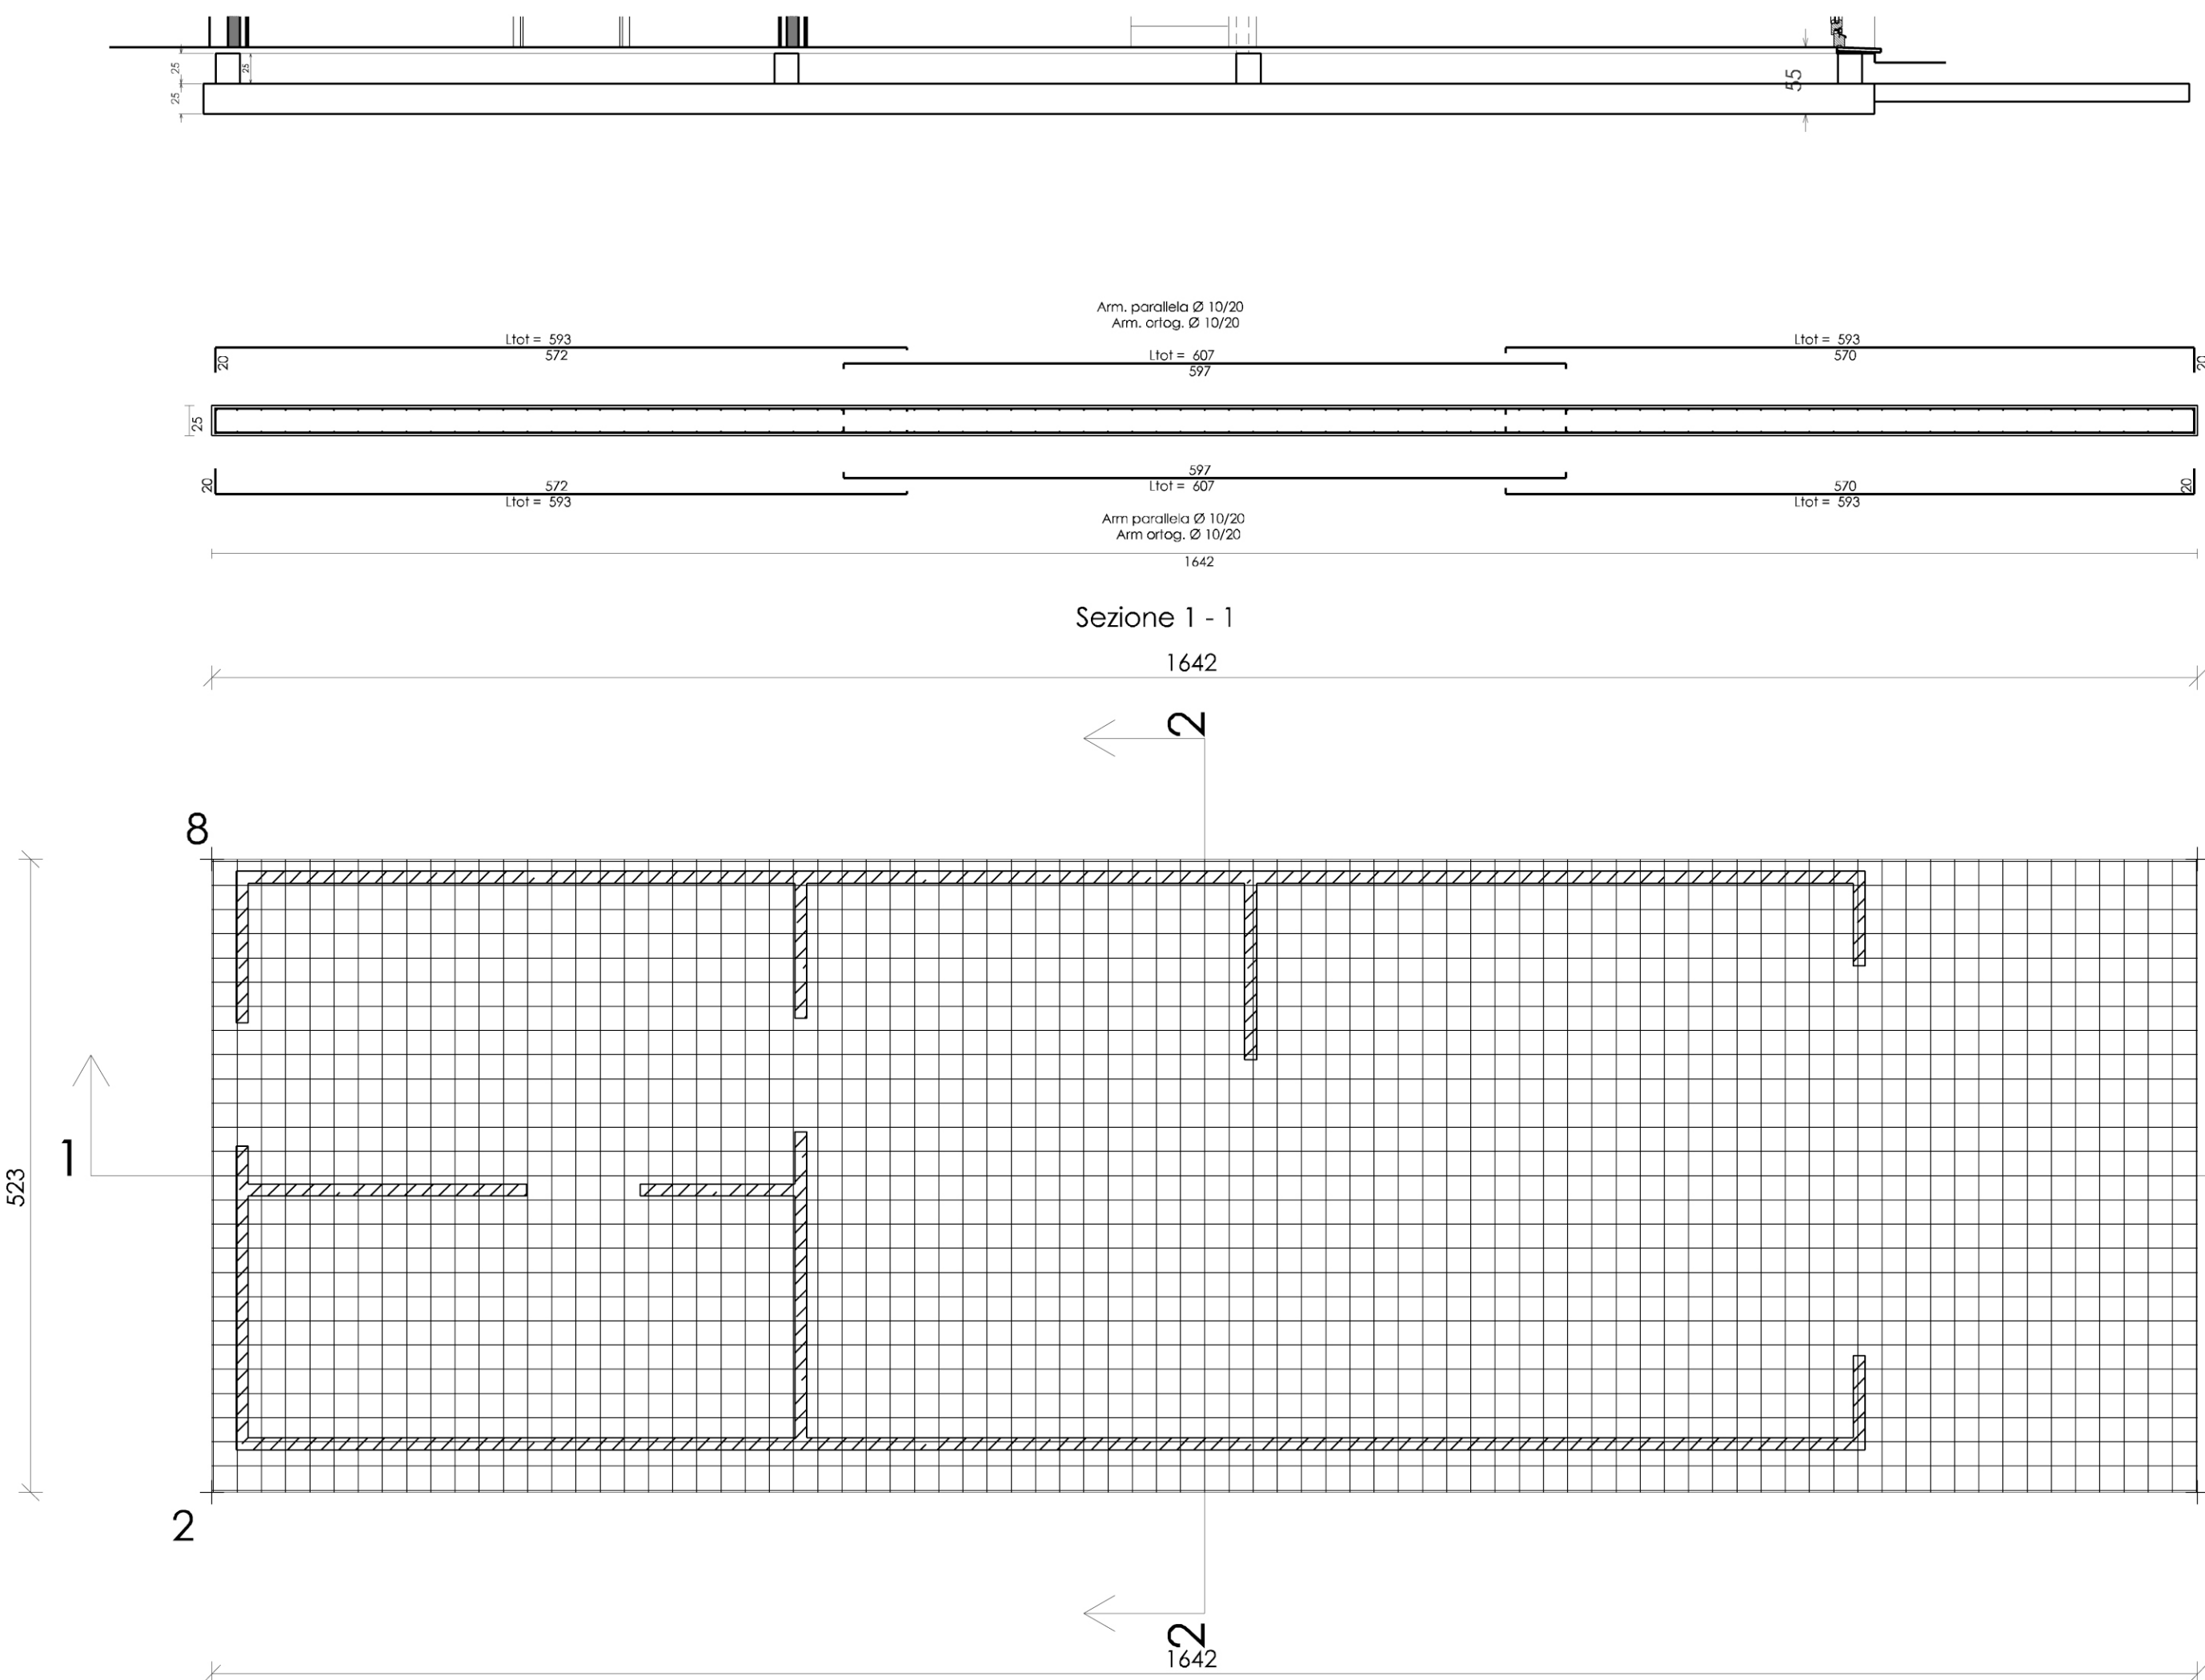 25
25
25
55
Arm. parallela Ø 10/20
Arm. ortog. Ø 10/20
Ltot = 593
572
20
Ltot = 607
597
Ltot = 593
570
20
25
20
572
Ltot = 593
597
Ltot = 607
570
Ltot = 593
20
Arm parallela Ø 10/20
Arm ortog. Ø 10/20
1642
Sezione 1 - 1
1642
2
8
1
523
2
2
1642